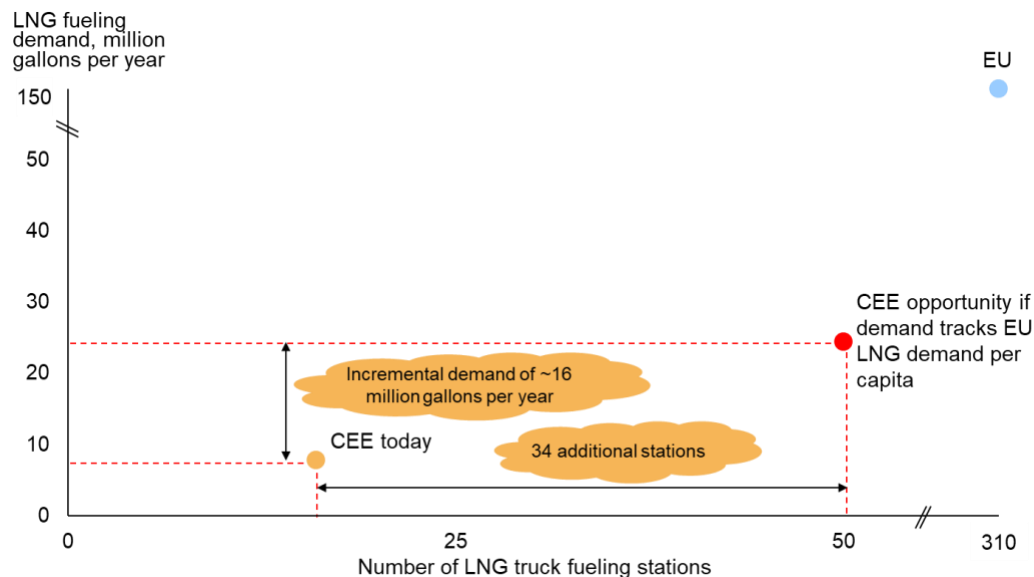 LNG fueling
demand, million
gallons per year
EU
150
50
40
30
CEE opportunity if
demand tracks EU
LNG demand per
capita
20
Incremental demand of ~16
million gallons per year
10
CEE today
34 additional stations
0
0
25
50
310
Number of LNG truck fueling stations